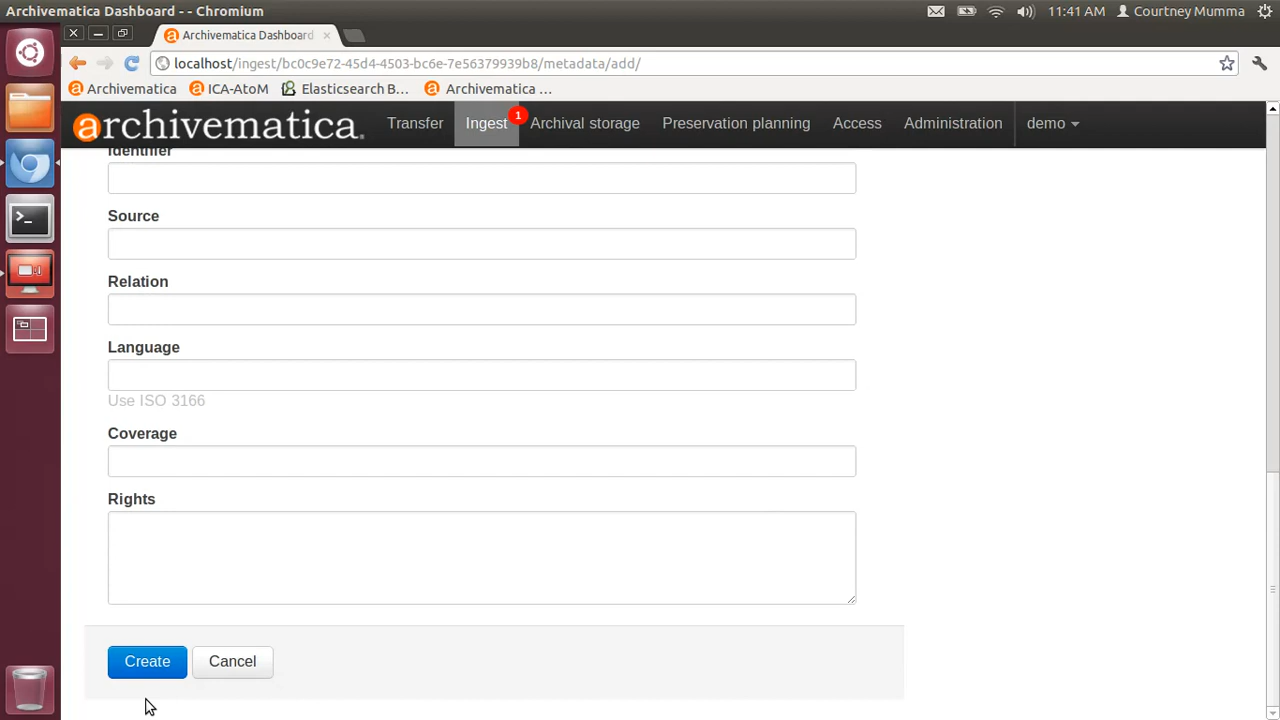 Archivematica Dashboard - - Chromium
11:41 AM
Courtney Mumma
Archivematica Dashboard
localhost/ingest/bc0c9e72-45d4-4503-bc6e-7e56379939b8/metadata/add/
Archivematica
ICA-AtoM
Elasticsearch B...
Archivematica ...
archivematica.
Transfer
Ingest
1
Archival storage
Preservation planning
Access
Administration
demo
Identifier
Source
Relation
Language
Use ISO 3166
Coverage
Rights
Create
Cancel